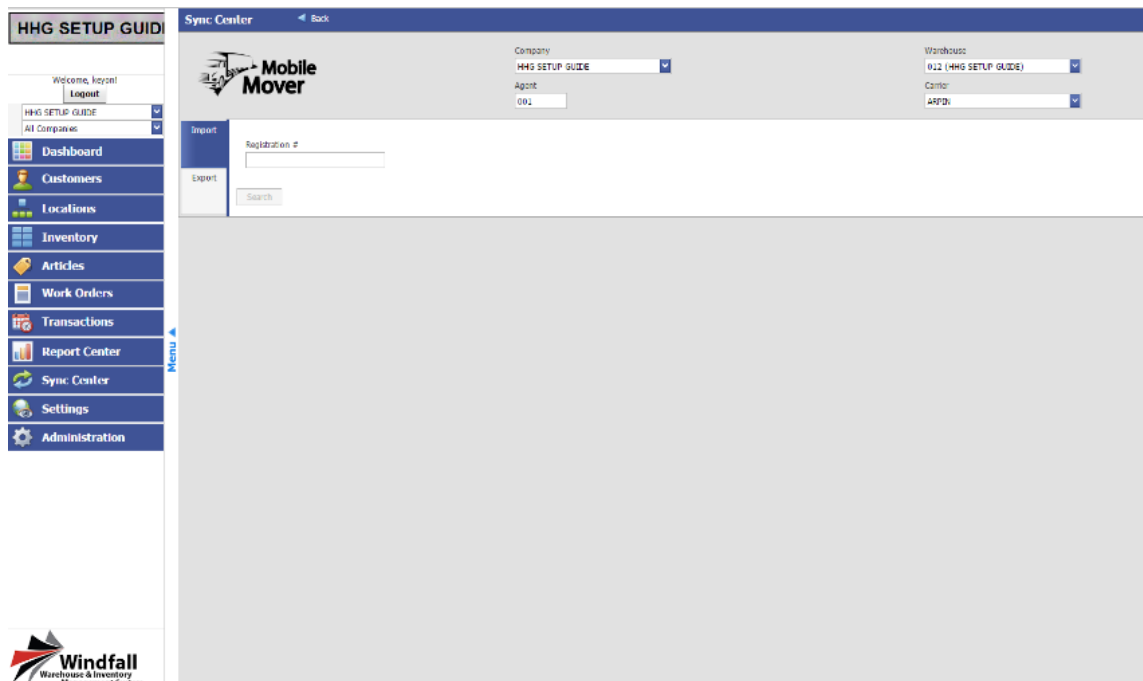 HHG SETUP GUID
Welcome, keyon!
Logout
HHG SETUP GUIDE
All Companies
Dashboard
Customers
Locations
Inventory
Articles
Work Orders
Transactions
Report Center
Sync Center
Settings
Administration
Windfall
Warehouse & Inventory
Menu
Sync Center
Back
Mobile
Mover
Company
HHG SETUP GUIDE
Agent
001
Warehouse
012 (HHG SETUP GUIDE)
Carrier
ARPIN
Import
Export
Registration #
Search